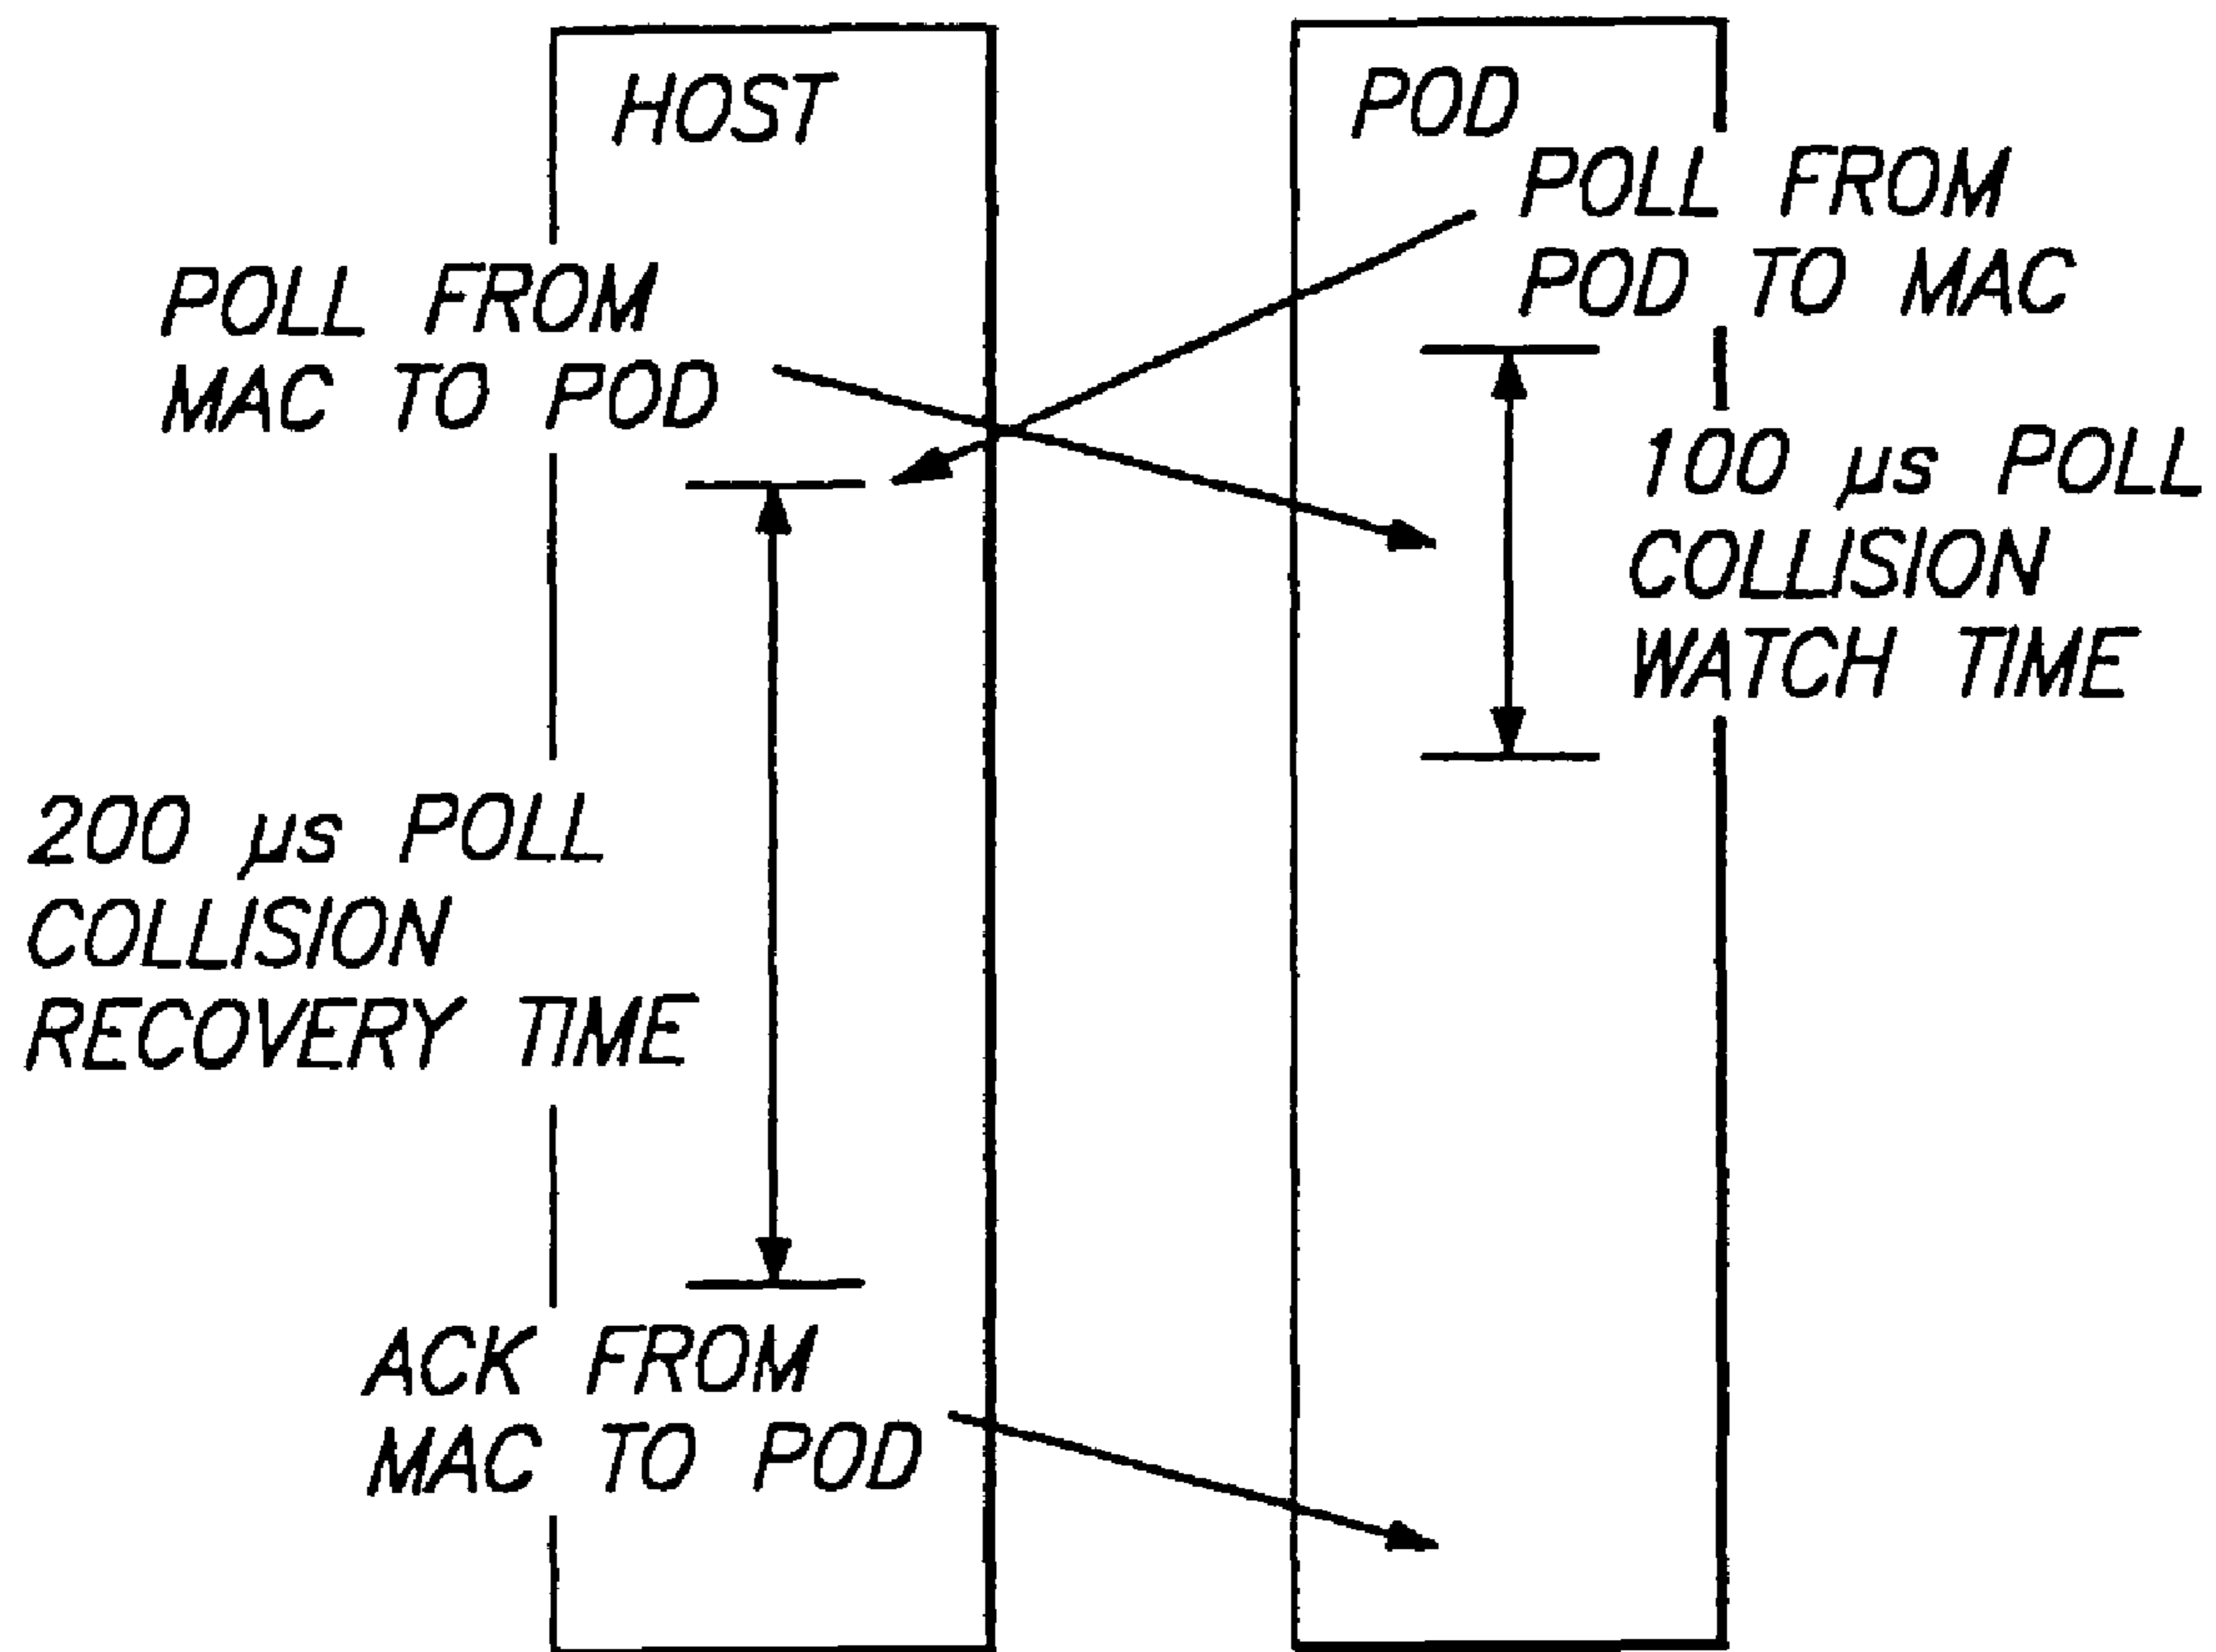 HOST
POD
POLL FROM
POD TO MAC
POLL FROM
MAC TO POD
100 µs POLL
COLLISION
WATCH TIME
200 µs POLL
COLLISION
RECOVERY TIME
ACK FROM
MAC TO POD